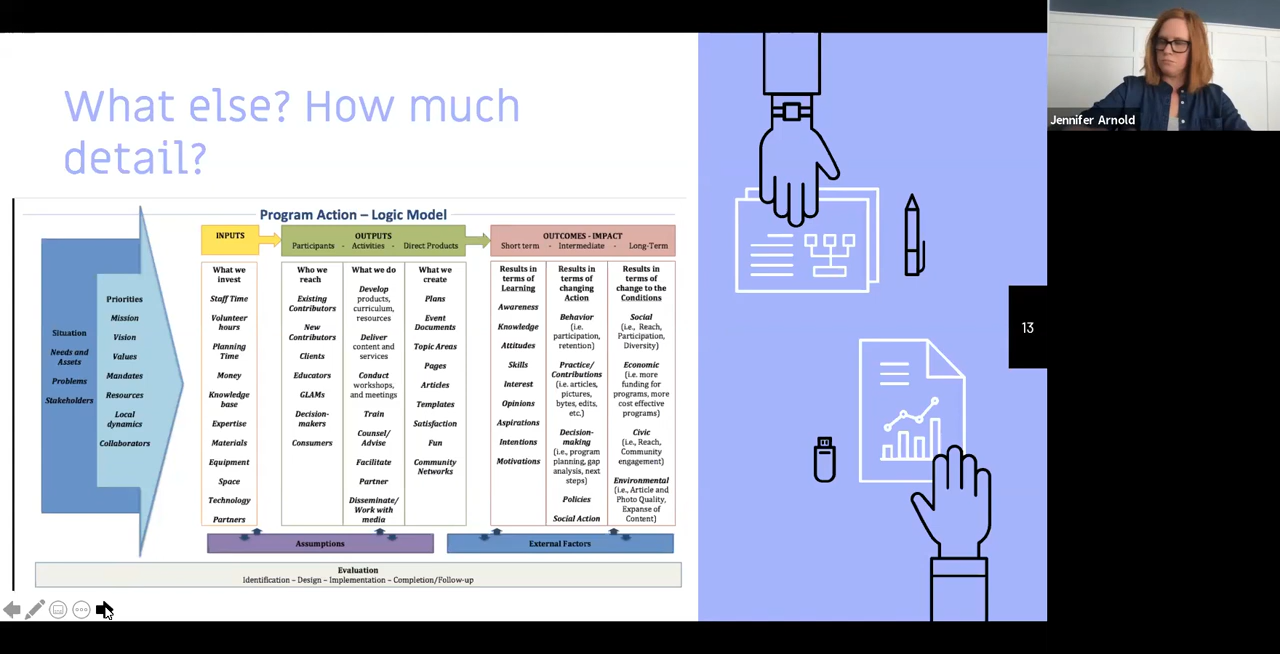 What else? How much
detail?
Program Action – Logic Model
Situation
Needs and
Assets
Problems
Stakeholders
Priorities
Mission
Vision
Values
Mandates
Resources
Local
dynamics
Collaborators
INPUTS
What we
invest
Staff Time
Volunteer
hours
Planning
Time
Money
Knowledge
base
Expertise
Materials
Equipment
Space
Technology
Partners
OUTPUTS
Participants - Activities - Direct Products
Who we
reach
Existing
Contributors
New
Contributors
Clients
Educators
GLAMs
Decision-
makers
Consumers
What we do
Develop
products,
curriculum,
resources
Deliver
content and
services
Conduct
workshops,
and meetings
Train
Counsel/
Advise
Facilitate
Partner
Disseminate/
Work with
media
What we
create
Plans
Event
Documents
Topic Areas
Pages
Articles
Templates
Satisfaction
Fun
Community
Networks
OUTCOMES - IMPACT
Short term - Intermediate - Long-Term
Results in
terms of
Learning
Awareness
Knowledge
Attitudes
Skills
Interest
Opinions
Aspirations
Intentions
Motivations
Results in
terms of
changing
Action
Behavior
(i.e.
participation,
retention)
Practice/
Contributions
(i.e. articles,
pictures,
bytes, edits,
etc.)
Decision-
making
(i.e., program
planning, gap
analysis, next
steps)
Policies
Social Action
Results in
terms of
change to the
Conditions
Social
(i.e., Reach,
Participation,
Diversity)
Economic
(i.e. more
funding for
programs, more
cost effective
programs)
Civic
(i.e., Reach,
Community
engagement)
Environmental
(i.e., Article and
Photo Quality,
Expanse of
Content)
Assumptions
External Factors
Evaluation
Identification – Design – Implementation – Completion/Follow-up
13
Jennifer Arnold